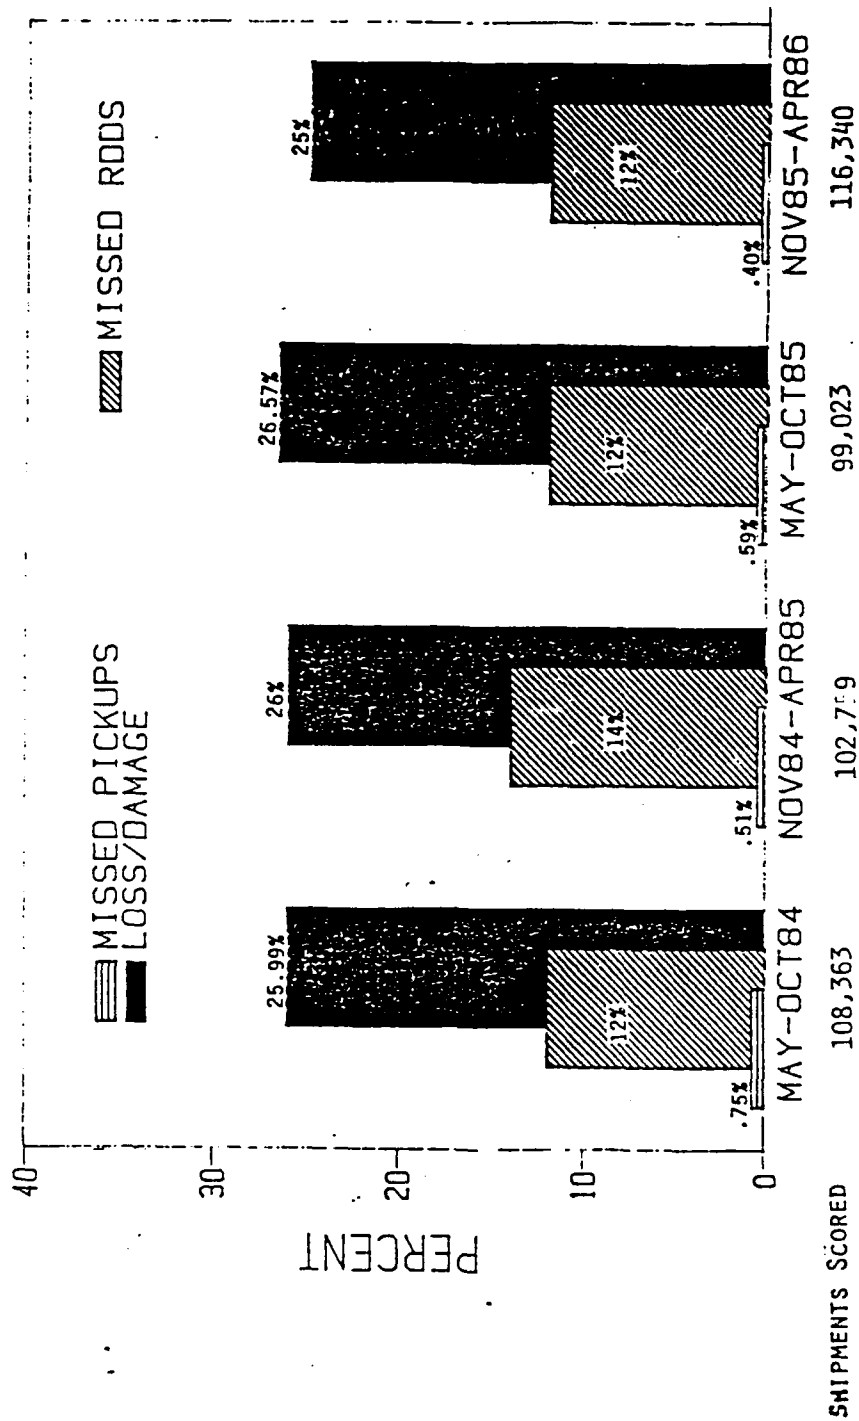 MISSED PICKUPS
LOSS/DAMAGE
MISSED RDDS
PERCENT
40
30
20
10
0
.75%
12%
25.99%
.51%
14%
26%
.59%
12%
26.57%
.40%
12%
25%
MAY-OCT84 NOV84-APR85 MAY-OCT85 NOV85-APR86
SHIPMENTS SCORED 108,363 99,023 116,340